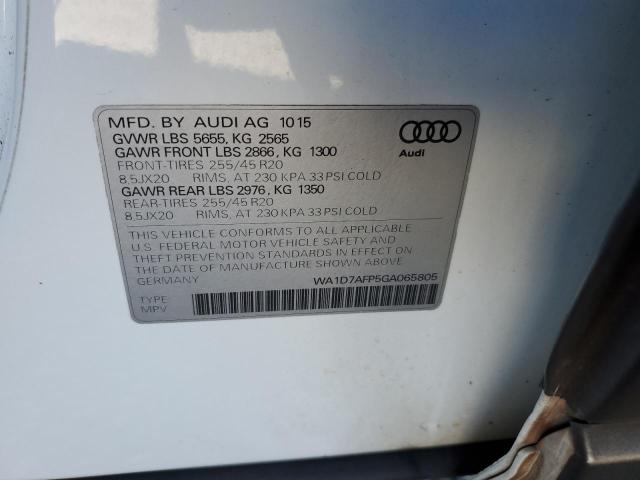 MFD. BY AUDI AG 1015
GVWR LBS 5655, KG 2565
GAWR FRONT LBS 2866, KG 1300
FRONT-TIRES 255/45 R20
8,5JX20 RIMS, AT 230 KPA 33 PSI COLD
GAWR REAR LBS 2976, KG 1350
REAR-TIRES 255/45 R20
8,5JX20 RIMS, AT 230 KPA 33 PSI COLD
Audi
THIS VEHICLE CONFORMS TO ALL APPLICABLE
U.S. FEDERAL MOTOR VEHICLE SAFETY AND
THEFT PREVENTION STANDARDS IN EFFECT ON
THE DATE OF MANUFACTURE SHOWN ABOVE
GERMANY WA1D7AFP5GA065805
TYPE:
MPV